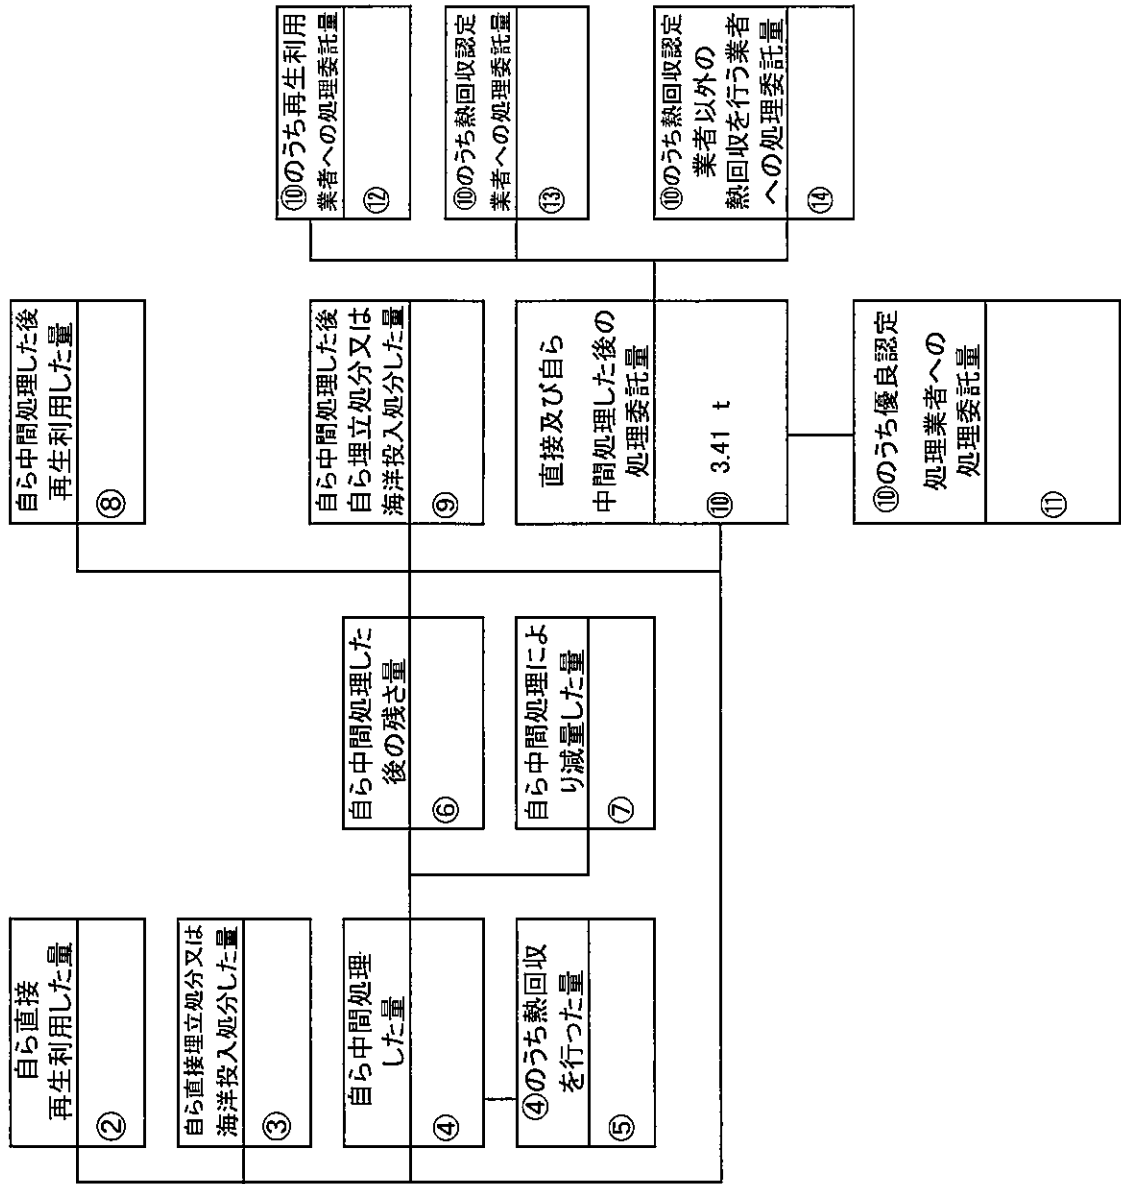 自ら直接
再生利用した量
②
自ら直接埋立処分又は
海洋投入処分した量
③
自ら中間処理
した量
④
④のうち熱回収
を行った量
⑤
自ら中間処理した
後の残さ量
⑥
自ら中間処理によ
り減量した量
⑦
自ら中間処理した後
再生利用した量
⑧
自ら中間処理した後
自ら埋立処分又は
海洋投入処分した量
⑨
直接及び自ら
中間処理した後の
処理委託量
⑩ 3.41 t
⑩のうち優良認定
処理業者への
処理委託量
⑪
⑩のうち再生利用
業者への処理委託量
⑫
⑩のうち熱回収認定
業者への処理委託量
⑬
⑩のうち熱回収認定
業者以外の
熱回収を行う業者
への処理委託量
⑭